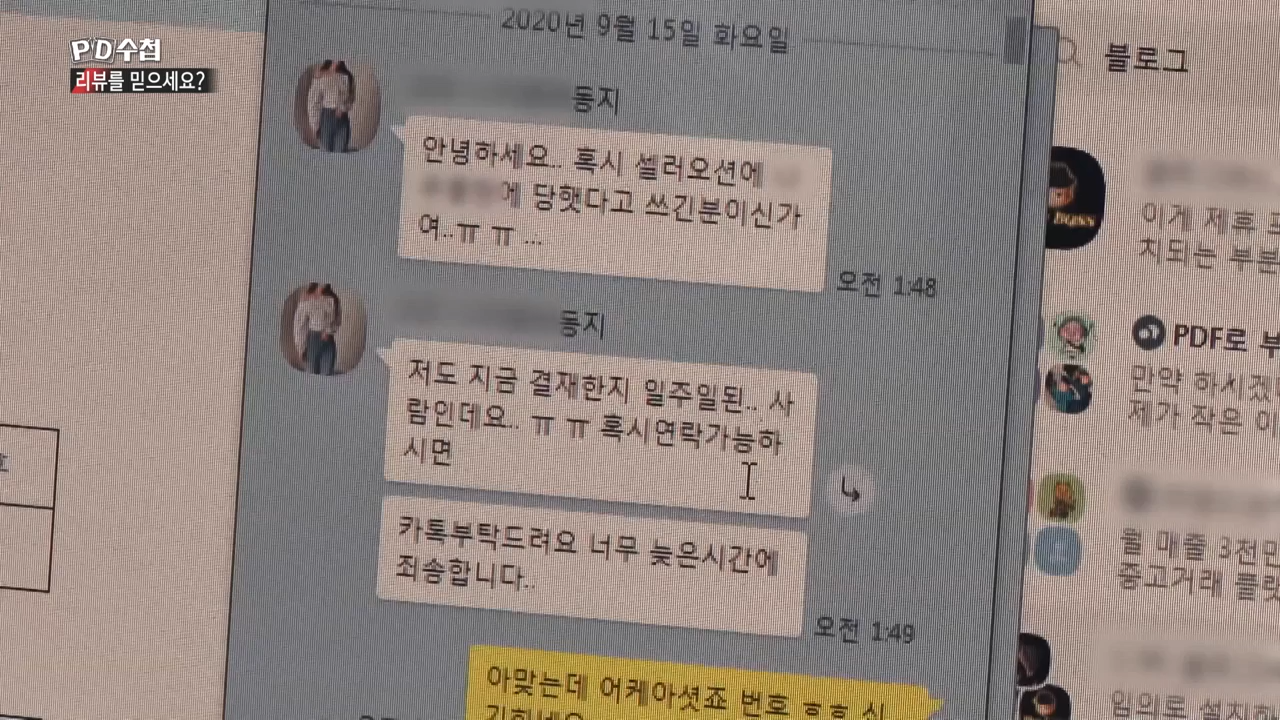 PD수첩
리뷰를 믿으세요?
2020년 9월 15일 화요일
블로그
둥지
안녕하세요.. 혹시 셀러오션에
에 당햇다고 쓰긴분이신가
여..ㅠ ㅠ ...
오전 1:48
이게 제휴
치되는 부분
둥지
저도 지금 결재한지 일주일된.. 사
람인데요.. ㅠ ㅠ 혹시연락가능하
시면
PDF로
만약 하시겠
제가 작은 이
카톡부탁드려요 너무 늦은시간에
죄송합니다..
오전 1:49
월 매출 3천만
중고거래 플랫
아맞는데 어케아셧죠 번호 ㅎㅎ 신
임의로 설치해